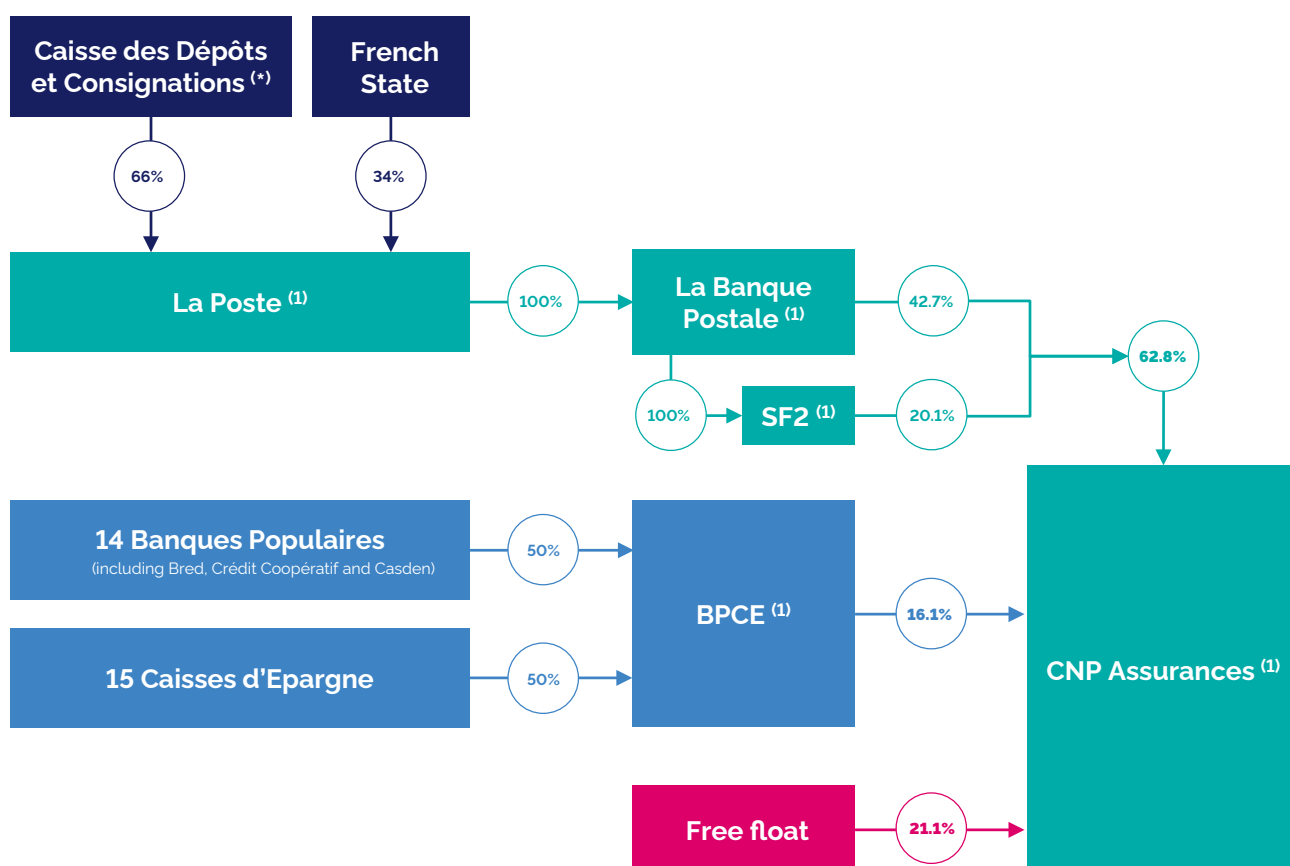 Caisse des Dépôts
et Consignations (*)
French
State
66%
34%
La Poste (1)
100%
La Banque
Postale (1)
42.7%
62.8%
100%
SF2 (1)
20.1%
14 Banques Populaires
(including Bred, Crédit Coopératif and Casden)
50%
BPCE (1)
16.1%
15 Caisses d'Epargne
50%
CNP Assurances (1)
Free float
21.1%